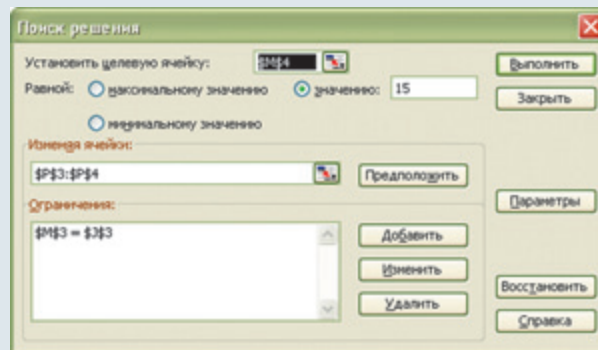 Поиск решения
Установить целевую ячейку: $M$4
Выполнить
Равной: максимальному значению значению: 15
Закрыть
минимальному значению
Изменяя ячейки:
$P$3:$P$4
Предположить
Ограничения:
Параметры
$M$3 = $J$3
Добавить
Изменить
Удалить
Восстановить
Справка